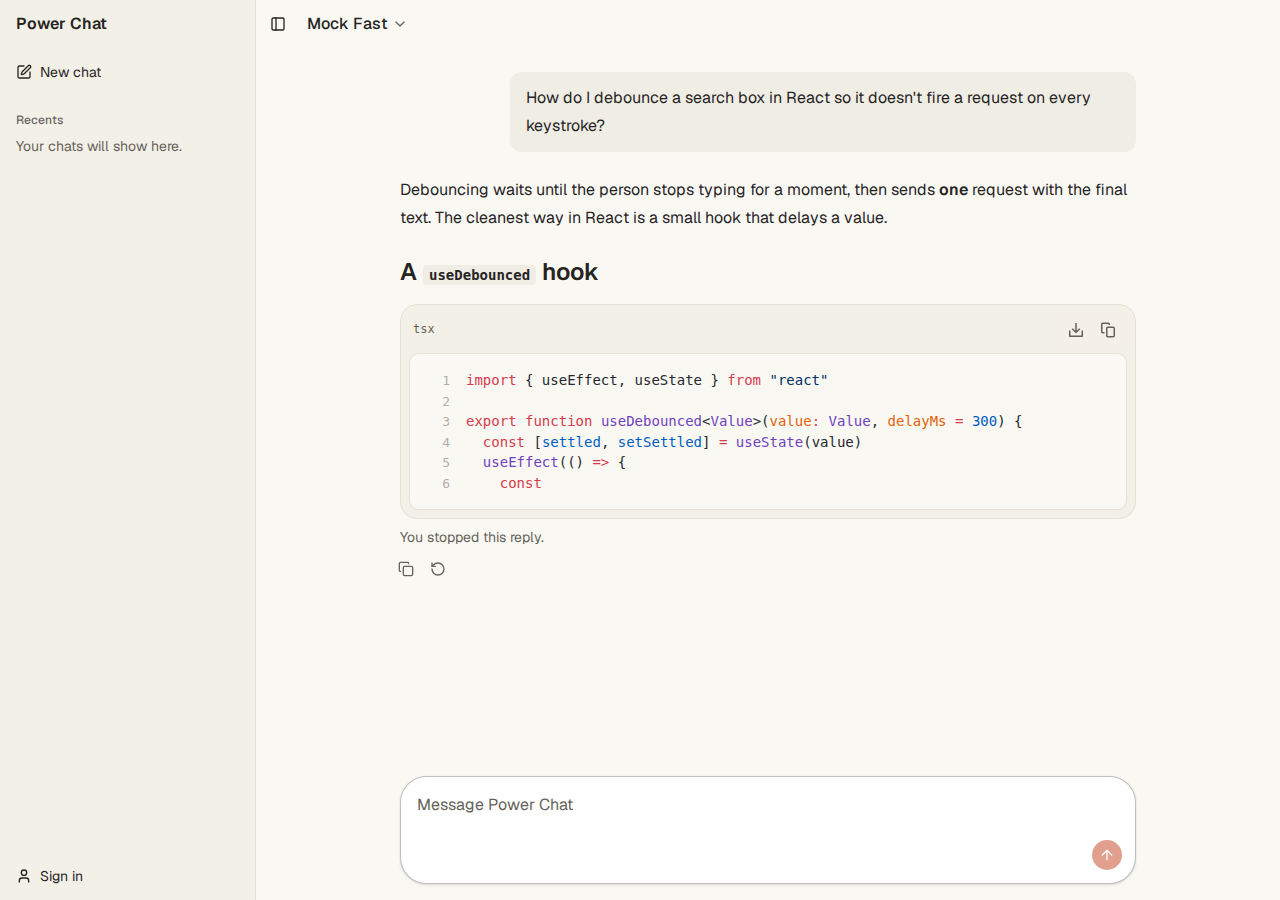 Power Chat
New chat
Recents
Your chats will show here.
Sign in
Mock Fast
How do I debounce a search box in React so it doesn't fire a request on every
keystroke?
Debouncing waits until the person stops typing for a moment, then sends one request with the final
text. The cleanest way in React is a small hook that delays a value.
A useDebounced hook
tsx
1 import { useEffect, useState } from "react"
2
3 export function useDebounced<Value>(value: Value, delayMs = 300) {
4   const [settled, setSettled] = useState(value)
5   useEffect(() => {
6     const
You stopped this reply.
Message Power Chat